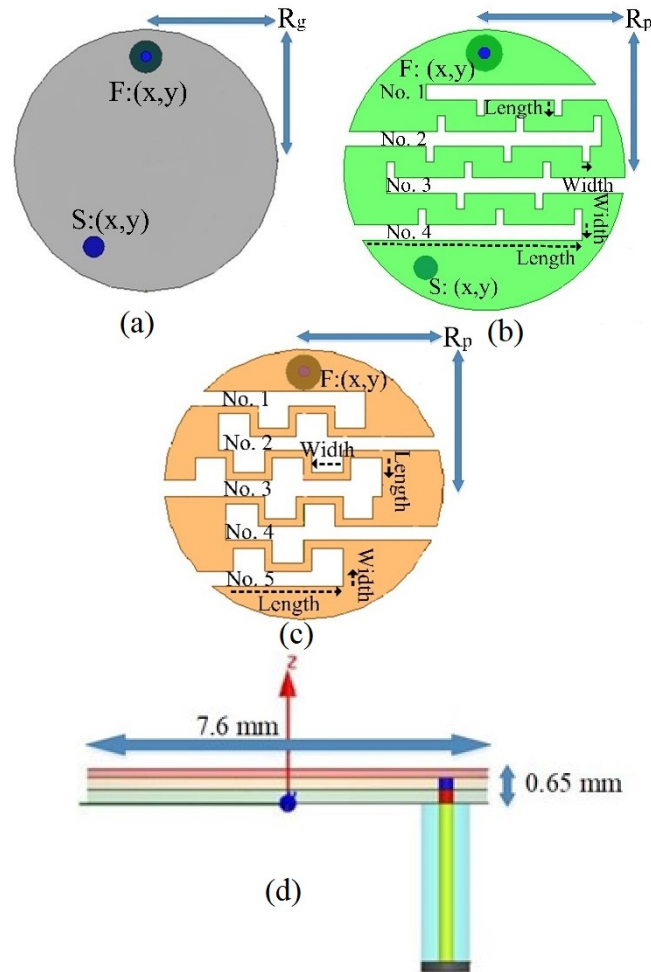 Rg
F:(x,y)
S:(x,y)
(a)
Rp
F: (x,y)
No. 1
Length
No. 2
Width
No. 3
Width
No. 4
Length
S: (x,y)
(b)
Rp
F:(x,y)
No. 1
No. 2
Width
Length
No. 3
No. 4
No. 5
Width
Length
(c)
Z
7.6 mm
0.65 mm
(d)